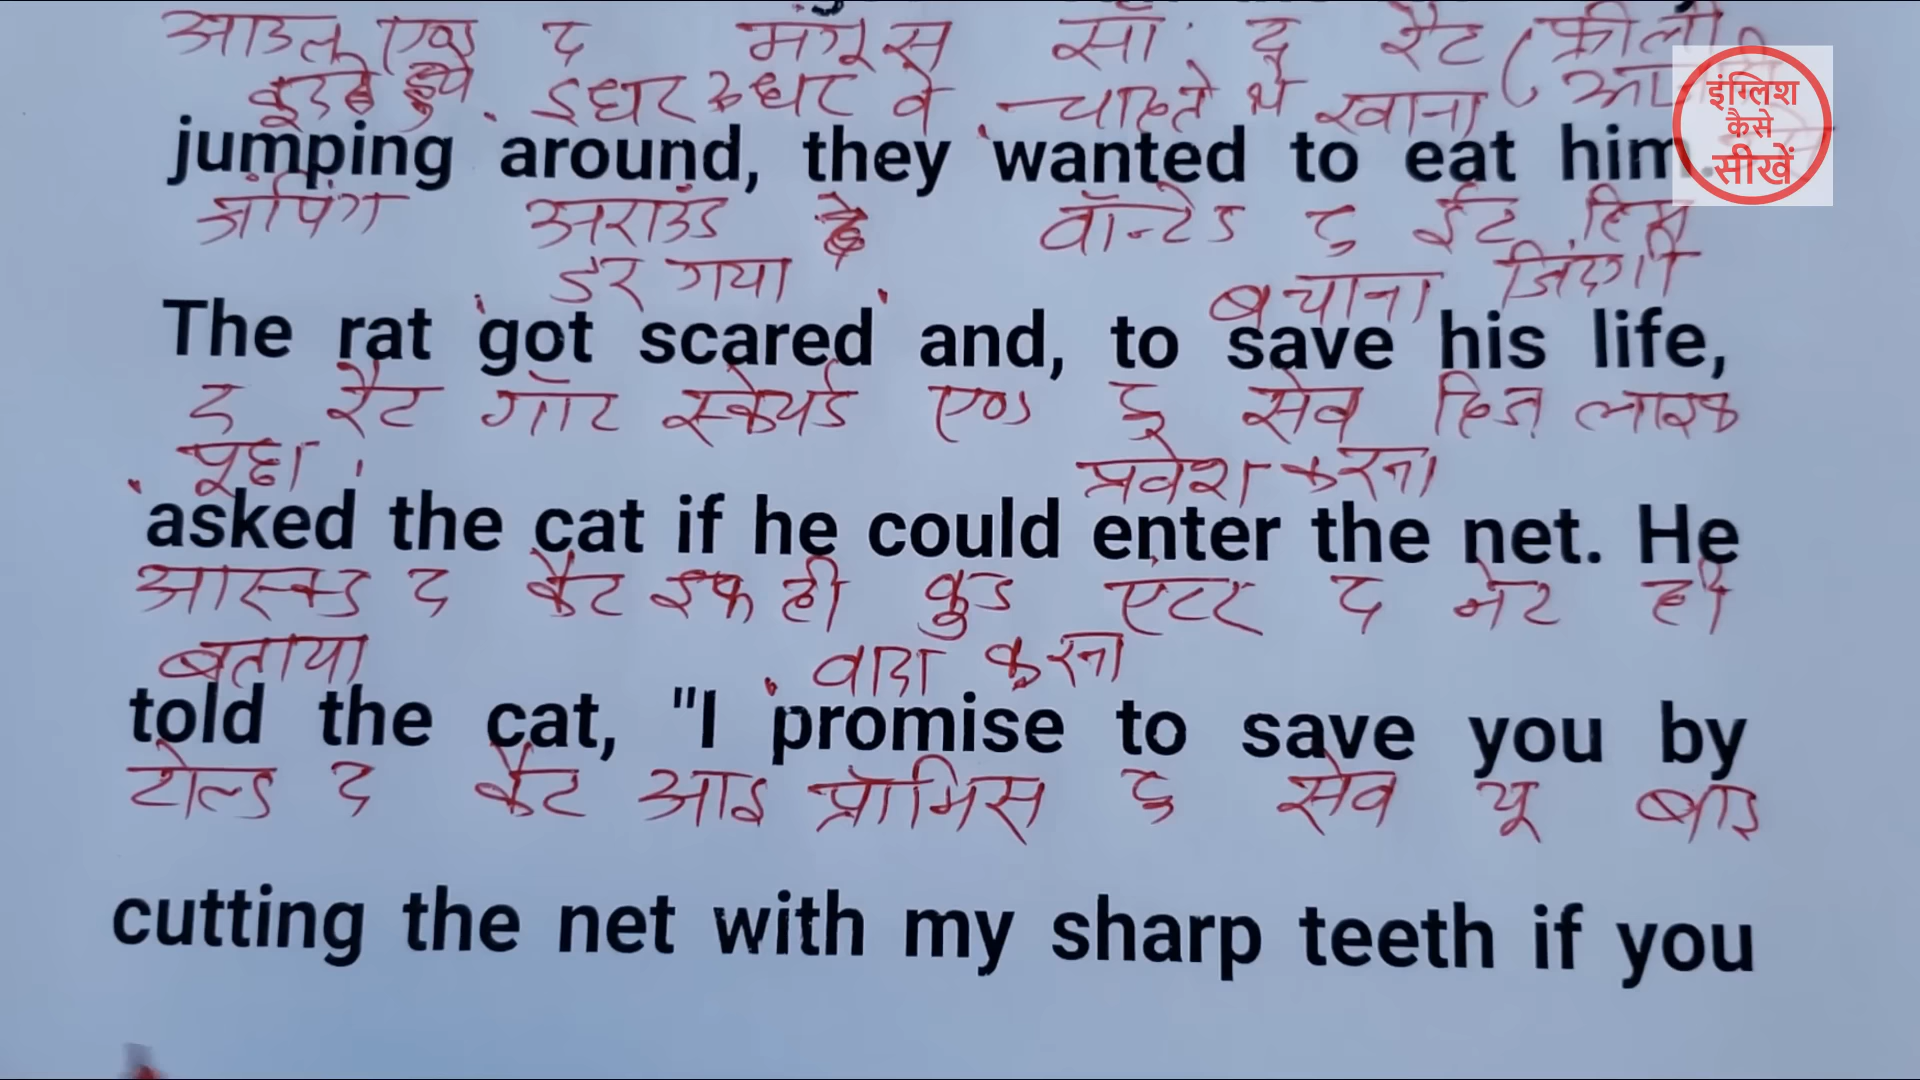 आउल एण्ड द मंगूस सॉ द रैट (फ्रीली
कूदते हुये इधर उधर वे चाहते थे खाना
jumping around, they wanted to eat him.
जंपिंग अराउंड दे वॉन्टेड टु ईट हिम
डर गया बचाना जिंदगी
The rat got scared and, to save his life,
द रैट गॉट स्केयर्ड एण्ड टु सेव हिज़ लाइफ
पूछा प्रवेश करना
asked the cat if he could enter the net. He
आस्क्ड द कैट इफ ही कुड एंटर द नेट ही
बताया वादा करना
told the cat, "I promise to save you by
टोल्ड द कैट आइ प्रॉमिस टु सेव यू बाइ
cutting the net with my sharp teeth if you
इंग्लिश
कैसे
सीखें